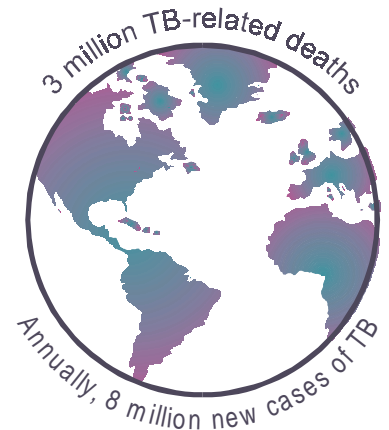 3 million TB-related deaths
Annually, 8 million new cases of TB